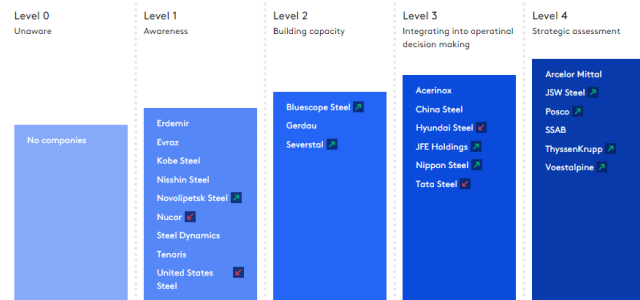 Level 0
Unaware
No companies
Level 1
Awareness
Erdemir
Evraz
Kobe Steel
Nisshin Steel
Novolipetsk Steel
Nucor
Steel Dynamics
Tenaris
United States
Steel
Level 2
Building capacity
Bluescope Steel
Gerdau
Severstal
Level 3
Integrating into operatinal
decision making
Acerinox
China Steel
Hyundai Steel
JFE Holdings
Nippon Steel
Tata Steel
Level 4
Strategic assessment
Arcelor Mittal
JSW Steel
Posco
SSAB
ThyssenKrupp
Voestalpine